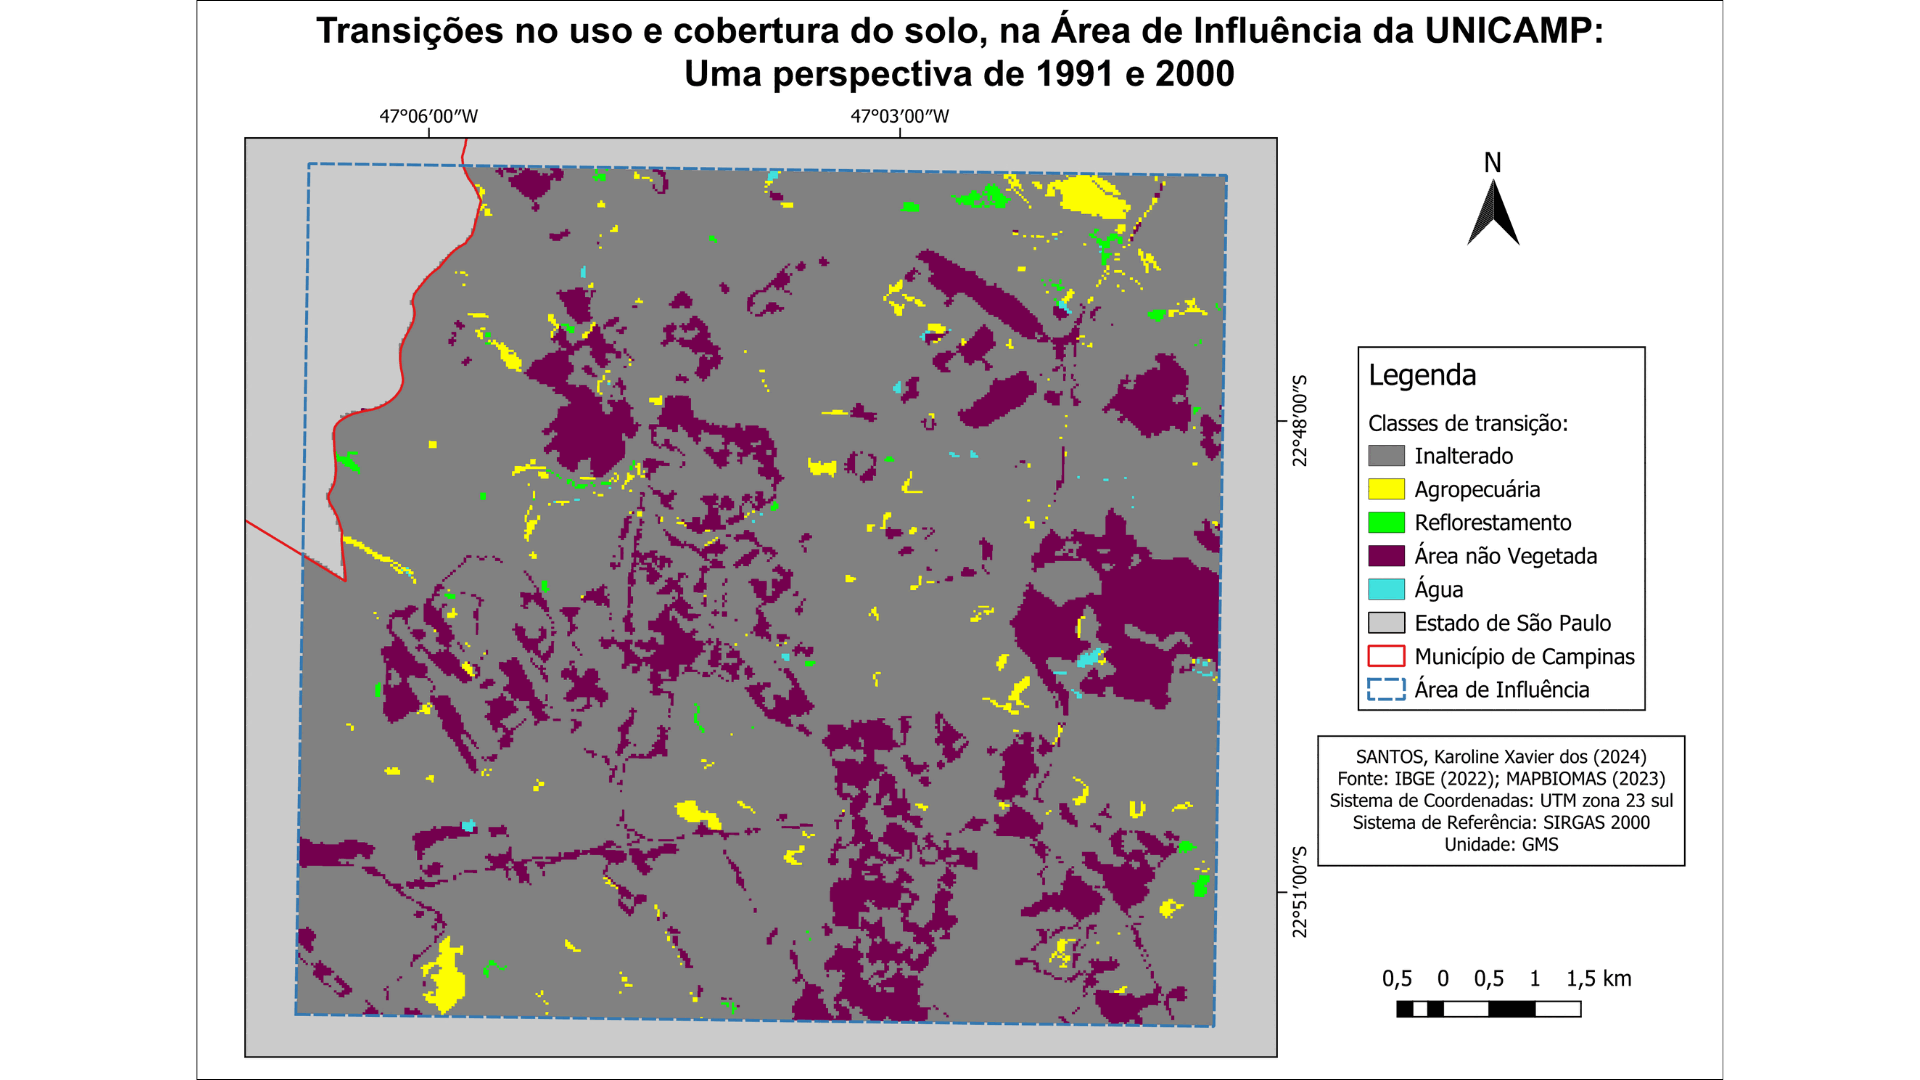 Transições no uso e cobertura do solo, na Área de Influência da UNICAMP:
Uma perspectiva de 1991 e 2000
47°06'00"W
47°03'00"W
N
22°48'00"S
Legenda
Classes de transição:
Inalterado
Agropecuária
Reflorestamento
Área não Vegetada
Água
Estado de São Paulo
Município de Campinas
Área de Influência
SANTOS, Karoline Xavier dos (2024)
Fonte: IBGE (2022); MAPBIOMAS (2023)
Sistema de Coordenadas: UTM zona 23 sul
Sistema de Referência: SIRGAS 2000
Unidade: GMS
22°51'00"S
0,5 0 0,5 1 1,5 km